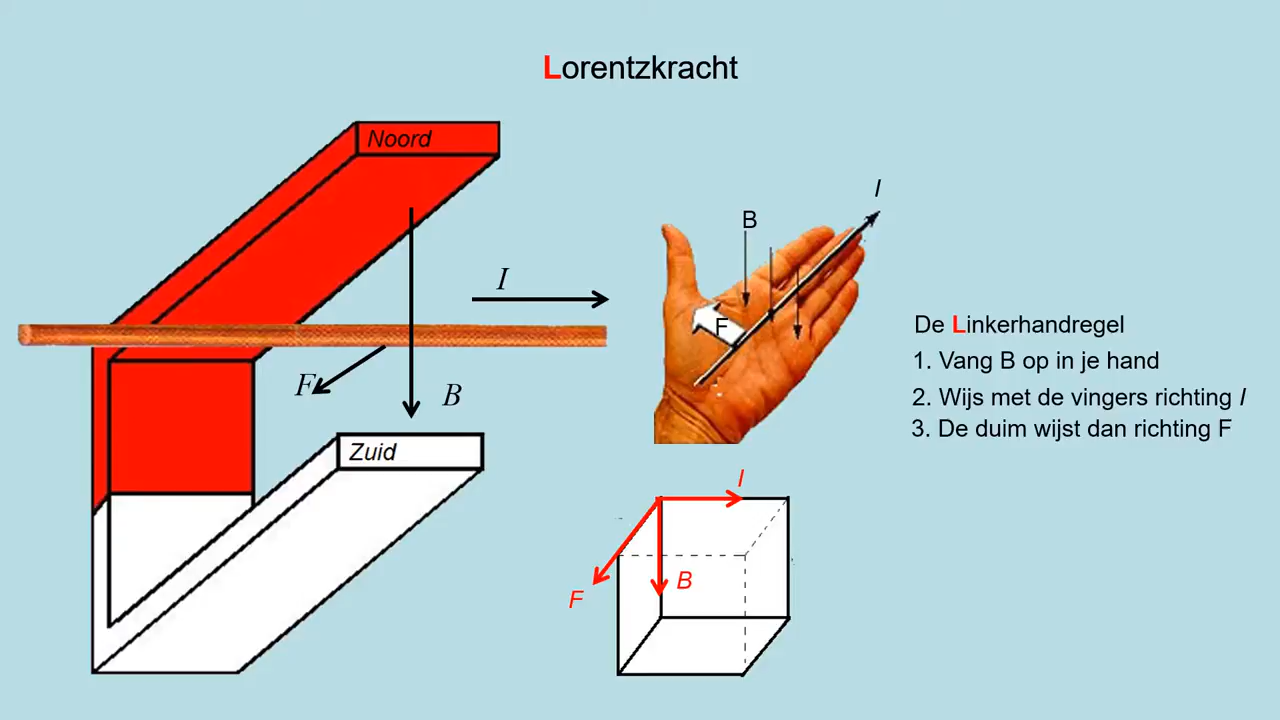 Lorentzkracht
Noord
I
F
B
Zuid
I
B
F
De Linkerhandregel
1. Vang B op in je hand
2. Wijs met de vingers richting I
3. De duim wijst dan richting F
I
F
B